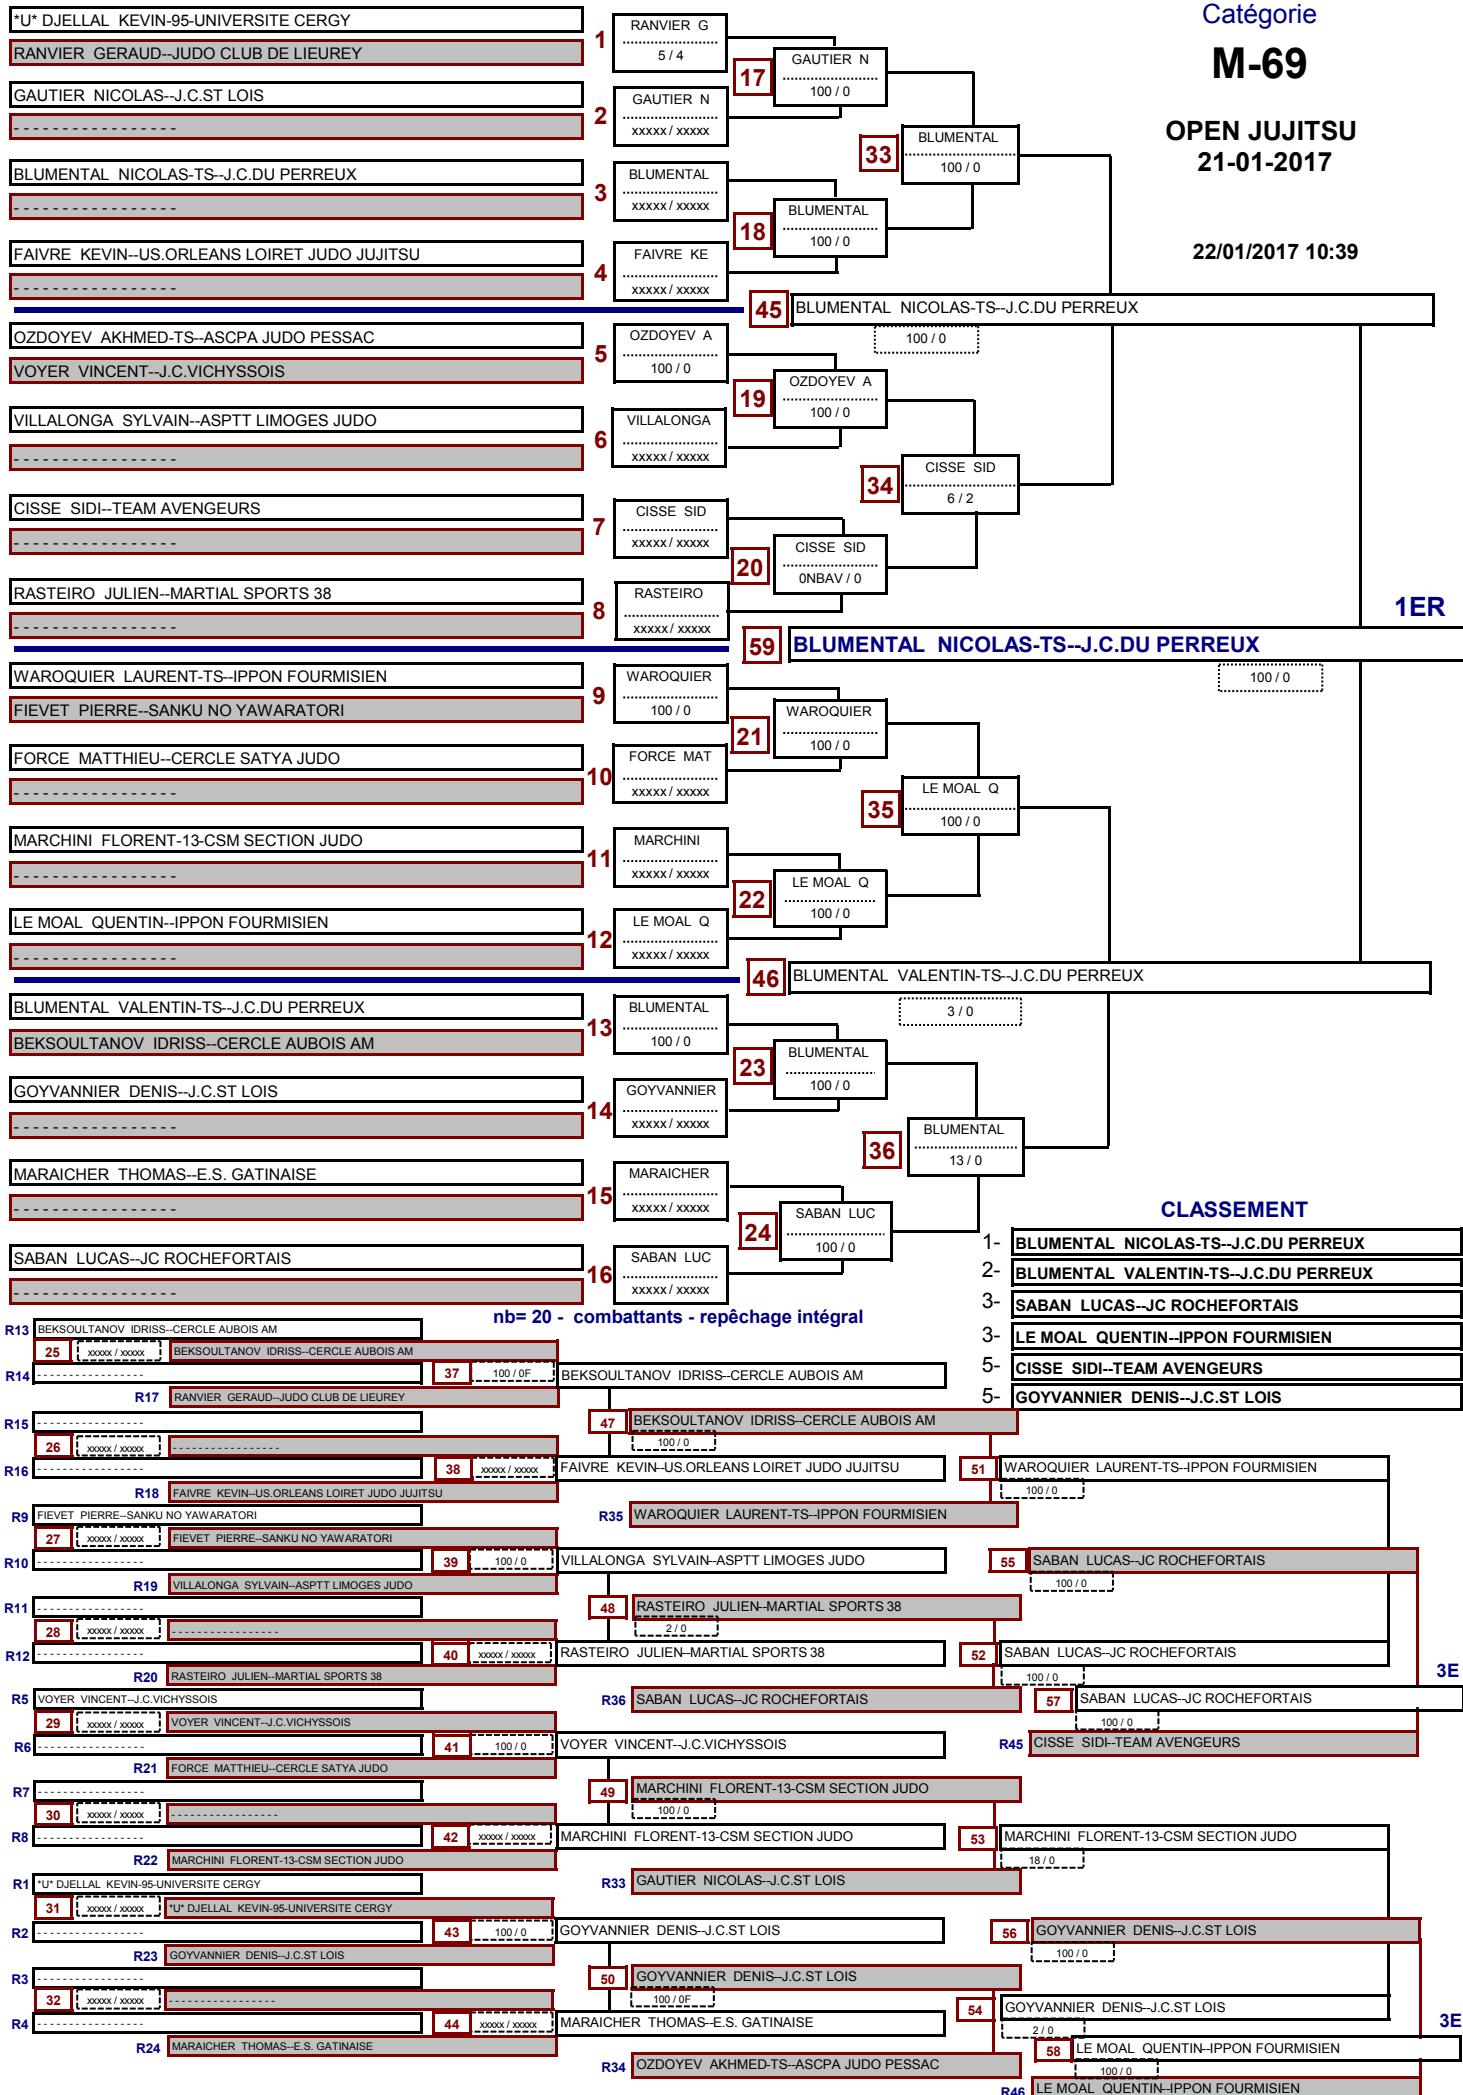 Catégorie
M-69
OPEN JUJITSU
21-01-2017
22/01/2017 10:39
*U* DJELLAL KEVIN-95-UNIVERSITE CERGY
RANVIER GERAUD--JUDO CLUB DE LIEUREY
1
RANVIER G
5 / 4
GAUTIER NICOLAS--J.C.ST LOIS
- - - - - - - - - - - - - - - - -
2
GAUTIER N
xxxxx / xxxxx
17
GAUTIER N
100 / 0
BLUMENTAL NICOLAS-TS--J.C.DU PERREUX
- - - - - - - - - - - - - - - - -
3
BLUMENTAL
xxxxx / xxxxx
33
BLUMENTAL
100 / 0
18
BLUMENTAL
100 / 0
FAIVRE KEVIN--US.ORLEANS LOIRET JUDO JUJITSU
- - - - - - - - - - - - - - - - -
4
FAIVRE KE
xxxxx / xxxxx
45
BLUMENTAL NICOLAS-TS--J.C.DU PERREUX
100 / 0
OZDOYEV AKHMED-TS--ASCPA JUDO PESSAC
VOYER VINCENT--J.C.VICHYSSOIS
5
OZDOYEV A
100 / 0
19
OZDOYEV A
100 / 0
VILLALONGA SYLVAIN--ASPTT LIMOGES JUDO
- - - - - - - - - - - - - - - - -
6
VILLALONGA
xxxxx / xxxxx
34
CISSE SID
6 / 2
CISSE SIDI--TEAM AVENGEURS
- - - - - - - - - - - - - - - - -
7
CISSE SID
xxxxx / xxxxx
20
CISSE SID
0NBAV / 0
RASTEIRO JULIEN--MARTIAL SPORTS 38
- - - - - - - - - - - - - - - - -
8
RASTEIRO
xxxxx / xxxxx
1ER
59
BLUMENTAL NICOLAS-TS--J.C.DU PERREUX
100 / 0
WAROQUIER LAURENT-TS--IPPON FOURMISIEN
FIEVET PIERRE--SANKU NO YAWARATORI
9
WAROQUIER
100 / 0
21
WAROQUIER
100 / 0
FORCE MATTHIEU--CERCLE SATYA JUDO
- - - - - - - - - - - - - - - - -
10
FORCE MAT
xxxxx / xxxxx
35
LE MOAL Q
100 / 0
MARCHINI FLORENT-13-CSM SECTION JUDO
- - - - - - - - - - - - - - - - -
11
MARCHINI
xxxxx / xxxxx
22
LE MOAL Q
100 / 0
LE MOAL QUENTIN--IPPON FOURMISIEN
- - - - - - - - - - - - - - - - -
12
LE MOAL Q
xxxxx / xxxxx
46
BLUMENTAL VALENTIN-TS--J.C.DU PERREUX
3 / 0
BLUMENTAL VALENTIN-TS--J.C.DU PERREUX
BEKSOULTANOV IDRISS--CERCLE AUBOIS AM
13
BLUMENTAL
100 / 0
23
BLUMENTAL
100 / 0
GOYVANNIER DENIS--J.C.ST LOIS
- - - - - - - - - - - - - - - - -
14
GOYVANNIER
xxxxx / xxxxx
36
BLUMENTAL
13 / 0
MARAICHER THOMAS--E.S. GATINAISE
- - - - - - - - - - - - - - - - -
15
MARAICHER
xxxxx / xxxxx
24
SABAN LUC
100 / 0
SABAN LUCAS--JC ROCHEFORTAIS
- - - - - - - - - - - - - - - - -
16
SABAN LUC
xxxxx / xxxxx
CLASSEMENT
1- BLUMENTAL NICOLAS-TS--J.C.DU PERREUX
2- BLUMENTAL VALENTIN-TS--J.C.DU PERREUX
3- SABAN LUCAS--JC ROCHEFORTAIS
3- LE MOAL QUENTIN--IPPON FOURMISIEN
5- CISSE SIDI--TEAM AVENGEURS
5- GOYVANNIER DENIS--J.C.ST LOIS
nb= 20 - combattants - repêchage intégral
R13 BEKSOULTANOV IDRISS--CERCLE AUBOIS AM
25 xxxxx / xxxxx BEKSOULTANOV IDRISS--CERCLE AUBOIS AM
R14 - - - - - - - - - - - - - - - -
37 100 / 0F BEKSOULTANOV IDRISS--CERCLE AUBOIS AM
R17 RANVIER GERAUD--JUDO CLUB DE LIEUREY
R15 - - - - - - - - - - - - - - - -
47 BEKSOULTANOV IDRISS--CERCLE AUBOIS AM
100 / 0
26 xxxxx / xxxxx - - - - - - - - - - - - - - - -
R16 - - - - - - - - - - - - - - - -
38 xxxxx / xxxxx FAIVRE KEVIN--US.ORLEANS LOIRET JUDO JUJITSU
51 WAROQUIER LAURENT-TS--IPPON FOURMISIEN
100 / 0
R18 FAIVRE KEVIN--US.ORLEANS LOIRET JUDO JUJITSU
R9 FIEVET PIERRE--SANKU NO YAWARATORI
R35 WAROQUIER LAURENT-TS--IPPON FOURMISIEN
27 xxxxx / xxxxx FIEVET PIERRE--SANKU NO YAWARATORI
R10 - - - - - - - - - - - - - - - -
39 100 / 0 VILLALONGA SYLVAIN--ASPTT LIMOGES JUDO
55 SABAN LUCAS--JC ROCHEFORTAIS
100 / 0
R19 VILLALONGA SYLVAIN--ASPTT LIMOGES JUDO
R11 - - - - - - - - - - - - - - - -
48 RASTEIRO JULIEN--MARTIAL SPORTS 38
2 / 0
28 xxxxx / xxxxx - - - - - - - - - - - - - - - -
R12 - - - - - - - - - - - - - - - -
40 xxxxx / xxxxx RASTEIRO JULIEN--MARTIAL SPORTS 38
52 SABAN LUCAS--JC ROCHEFORTAIS
100 / 0
3E
R20 RASTEIRO JULIEN--MARTIAL SPORTS 38
R5 VOYER VINCENT--J.C.VICHYSSOIS
R36 SABAN LUCAS--JC ROCHEFORTAIS
57 SABAN LUCAS--JC ROCHEFORTAIS
100 / 0
29 xxxxx / xxxxx VOYER VINCENT--J.C.VICHYSSOIS
R6 - - - - - - - - - - - - - - - -
41 100 / 0 VOYER VINCENT--J.C.VICHYSSOIS
R45 CISSE SIDI--TEAM AVENGEURS
R21 FORCE MATTHIEU--CERCLE SATYA JUDO
R7 - - - - - - - - - - - - - - - -
49 MARCHINI FLORENT-13-CSM SECTION JUDO
100 / 0
30 xxxxx / xxxxx - - - - - - - - - - - - - - - -
R8 - - - - - - - - - - - - - - - -
42 xxxxx / xxxxx MARCHINI FLORENT-13-CSM SECTION JUDO
53 MARCHINI FLORENT-13-CSM SECTION JUDO
18 / 0
R22 MARCHINI FLORENT-13-CSM SECTION JUDO
R1 *U* DJELLAL KEVIN-95-UNIVERSITE CERGY
R33 GAUTIER NICOLAS--J.C.ST LOIS
31 xxxxx / xxxxx *U* DJELLAL KEVIN-95-UNIVERSITE CERGY
R2 - - - - - - - - - - - - - - - -
43 100 / 0 GOYVANNIER DENIS--J.C.ST LOIS
56 GOYVANNIER DENIS--J.C.ST LOIS
100 / 0
R23 GOYVANNIER DENIS--J.C.ST LOIS
R3 - - - - - - - - - - - - - - - -
50 GOYVANNIER DENIS--J.C.ST LOIS
100 / 0F
32 xxxxx / xxxxx - - - - - - - - - - - - - - - -
R4 - - - - - - - - - - - - - - - -
44 xxxxx / xxxxx MARAICHER THOMAS--E.S. GATINAISE
54 GOYVANNIER DENIS--J.C.ST LOIS
2 / 0
3E
R24 MARAICHER THOMAS--E.S. GATINAISE
58 LE MOAL QUENTIN--IPPON FOURMISIEN
100 / 0
R34 OZDOYEV AKHMED-TS--ASCPA JUDO PESSAC
R46 LE MOAL QUENTIN--IPPON FOURMISIEN